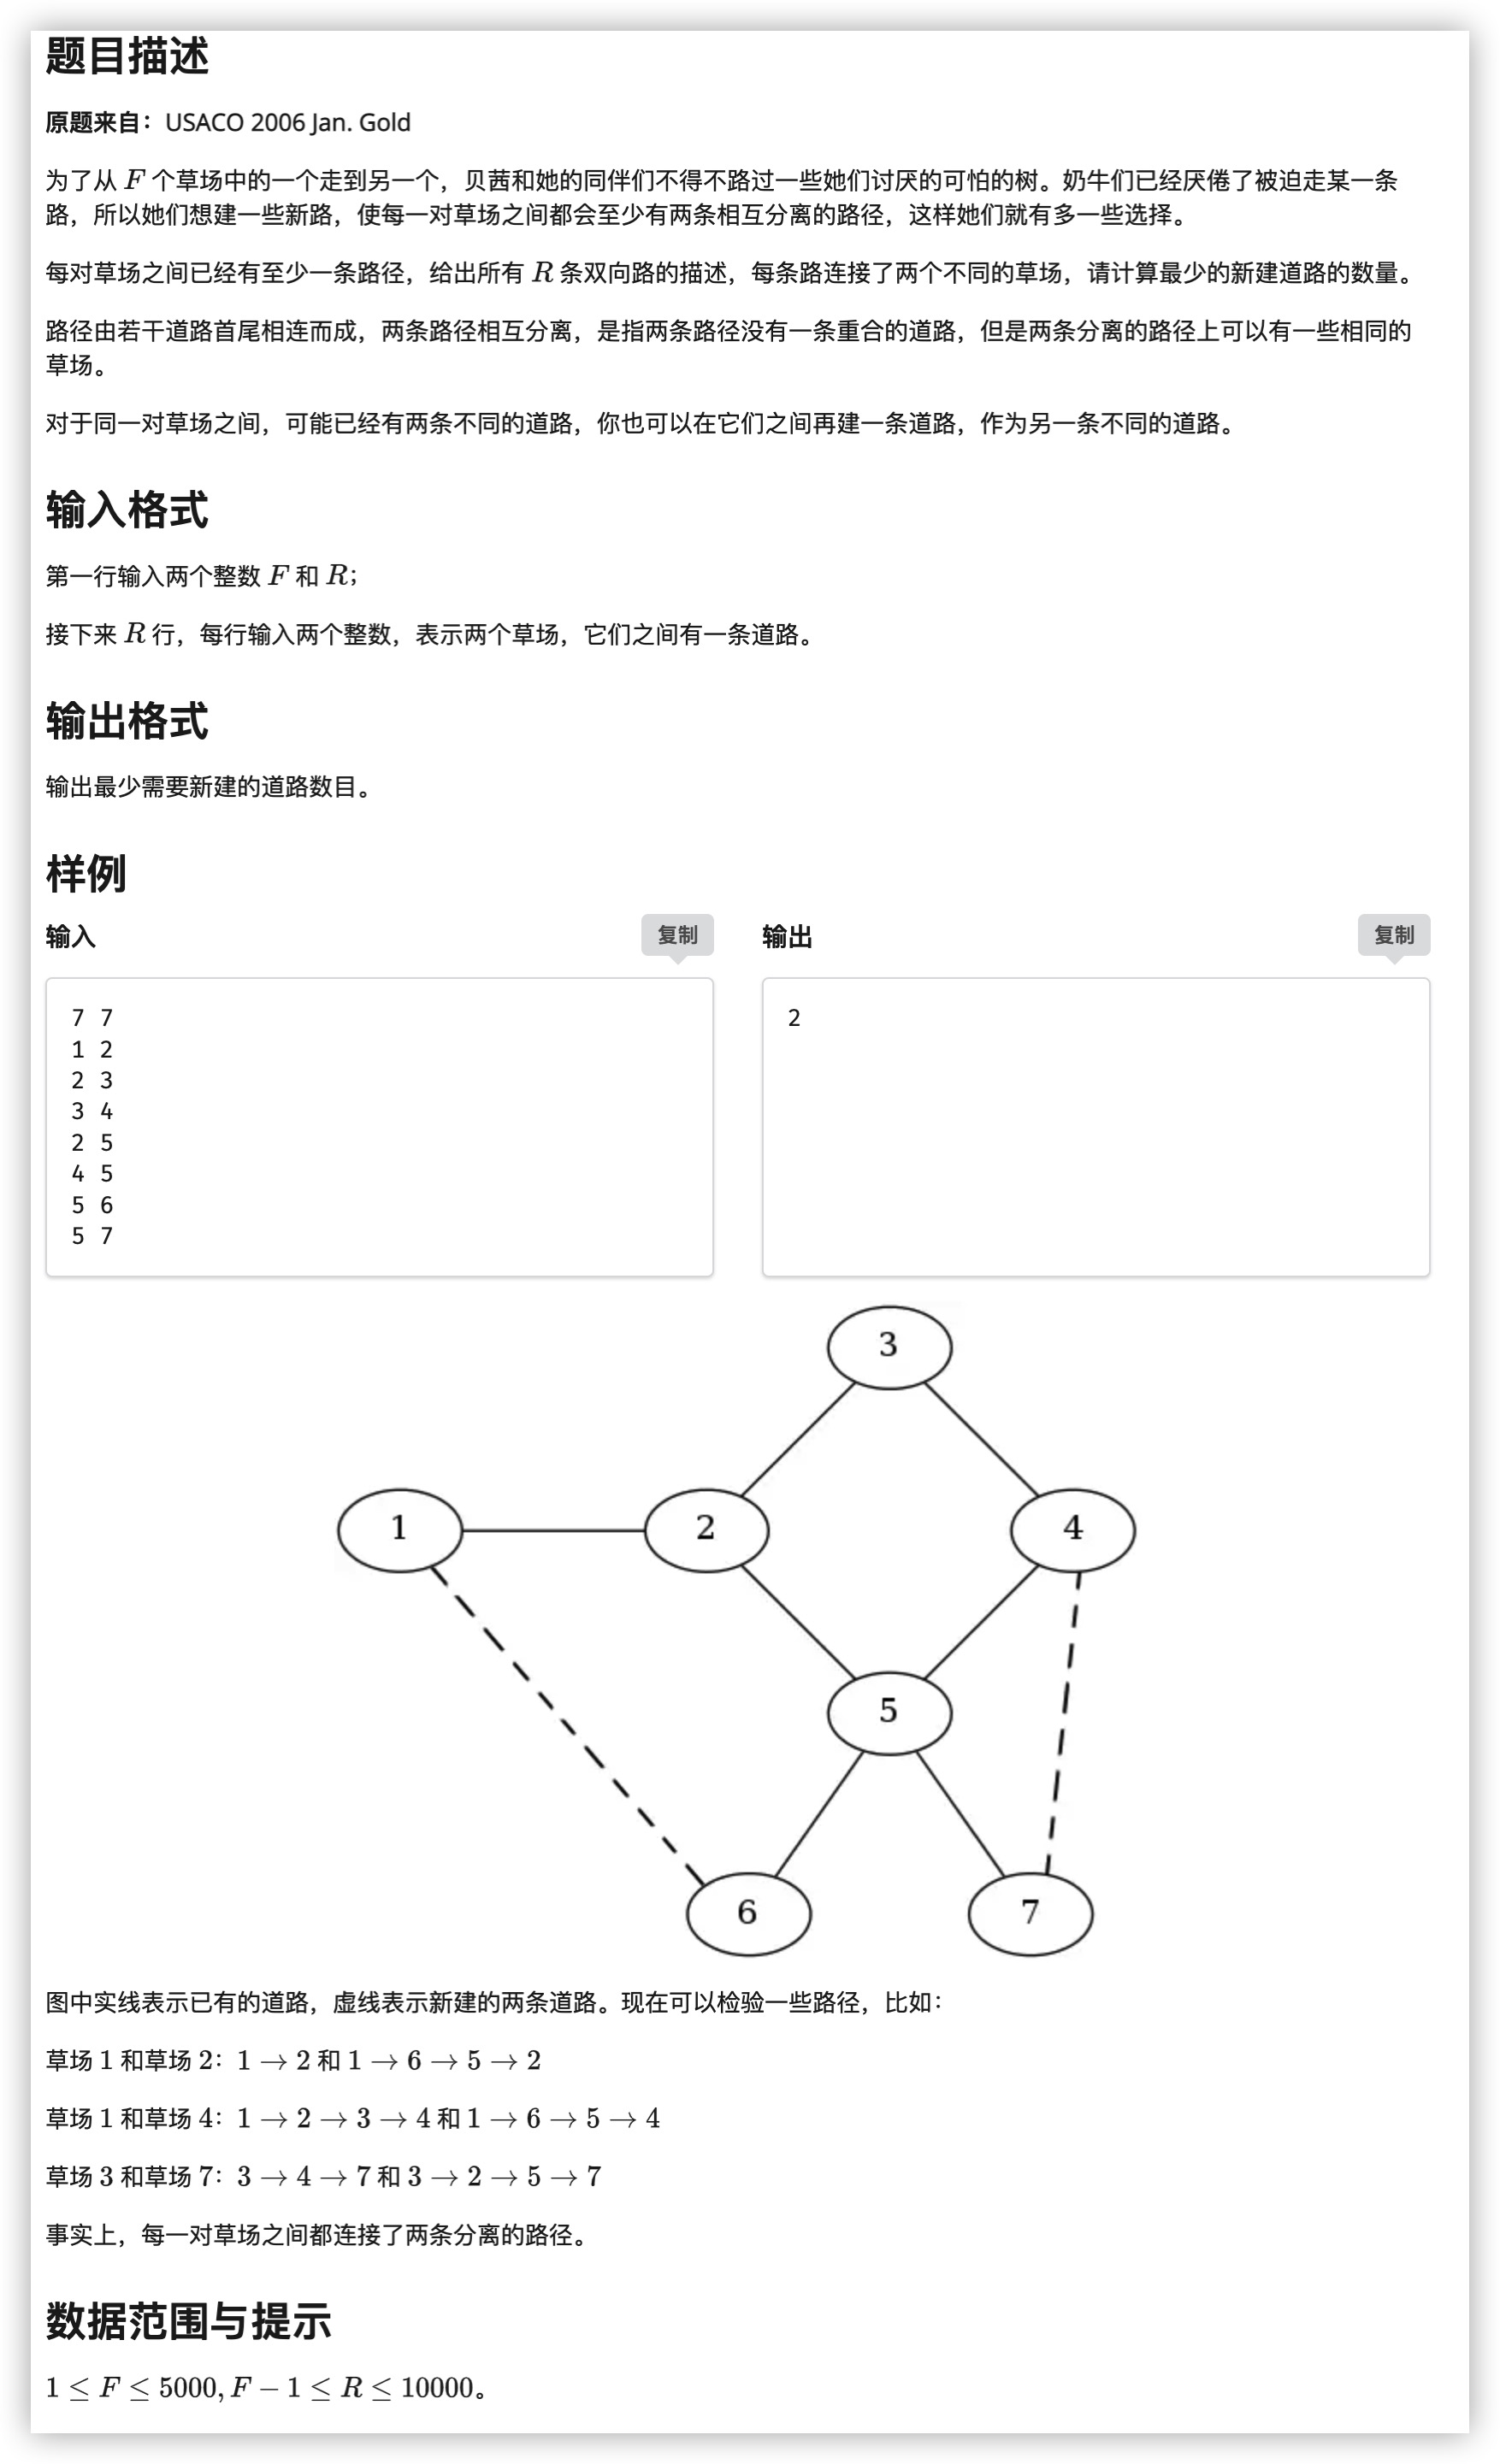 题目描述
原题来自：USACO 2006 Jan. Gold
为了从 F 个草场中的一个走到另一个，贝茜和她的同伴们不得不路过一些她们讨厌的可怕的树。奶牛们已经厌倦了被迫走某一条
路，所以她们想建一些新路，使每一对草场之间都会至少有两条相互分离的路径，这样她们就有多一些选择。
每对草场之间已经有至少一条路径，给出所有 R 条双向路的描述，每条路连接了两个不同的草场，请计算最少的新建道路的数量。
路径由若干道路首尾相连而成，两条路径相互分离，是指两条路径没有一条重合的道路，但是两条分离的路径上可以有一些相同的
草场。
对于同一对草场之间，可能已经有两条不同的道路，你也可以在它们之间再建一条道路，作为另一条不同的道路。
输入格式
第一行输入两个整数 F 和 R；
接下来 R 行，每行输入两个整数，表示两个草场，它们之间有一条道路。
输出格式
输出最少需要新建的道路数目。
样例
输入 复制
7 7
1 2
2 3
3 4
2 5
4 5
5 6
5 7
输出 复制
2
3
1 2 4
5
6 7
图中实线表示已有的道路，虚线表示新建的两条道路。现在可以检验一些路径，比如：
草场 1 和草场 2：1 → 2 和 1 → 6 → 5 → 2
草场 1 和草场 4：1 → 2 → 3 → 4 和 1 → 6 → 5 → 4
草场 3 和草场 7：3 → 4 → 7 和 3 → 2 → 5 → 7
事实上，每一对草场之间都连接了两条分离的路径。
数据范围与提示
1 ≤ F ≤ 5000, F − 1 ≤ R ≤ 10000。